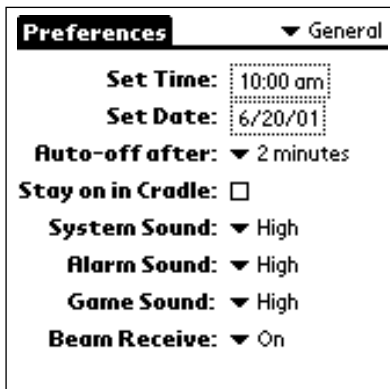 Preferences General
Set Time: 10:00 am
Set Date: 6/20/01
Auto-off after: 2 minutes
Stay on in Cradle:
System Sound: High
Alarm Sound: High
Game Sound: High
Beam Receive: On